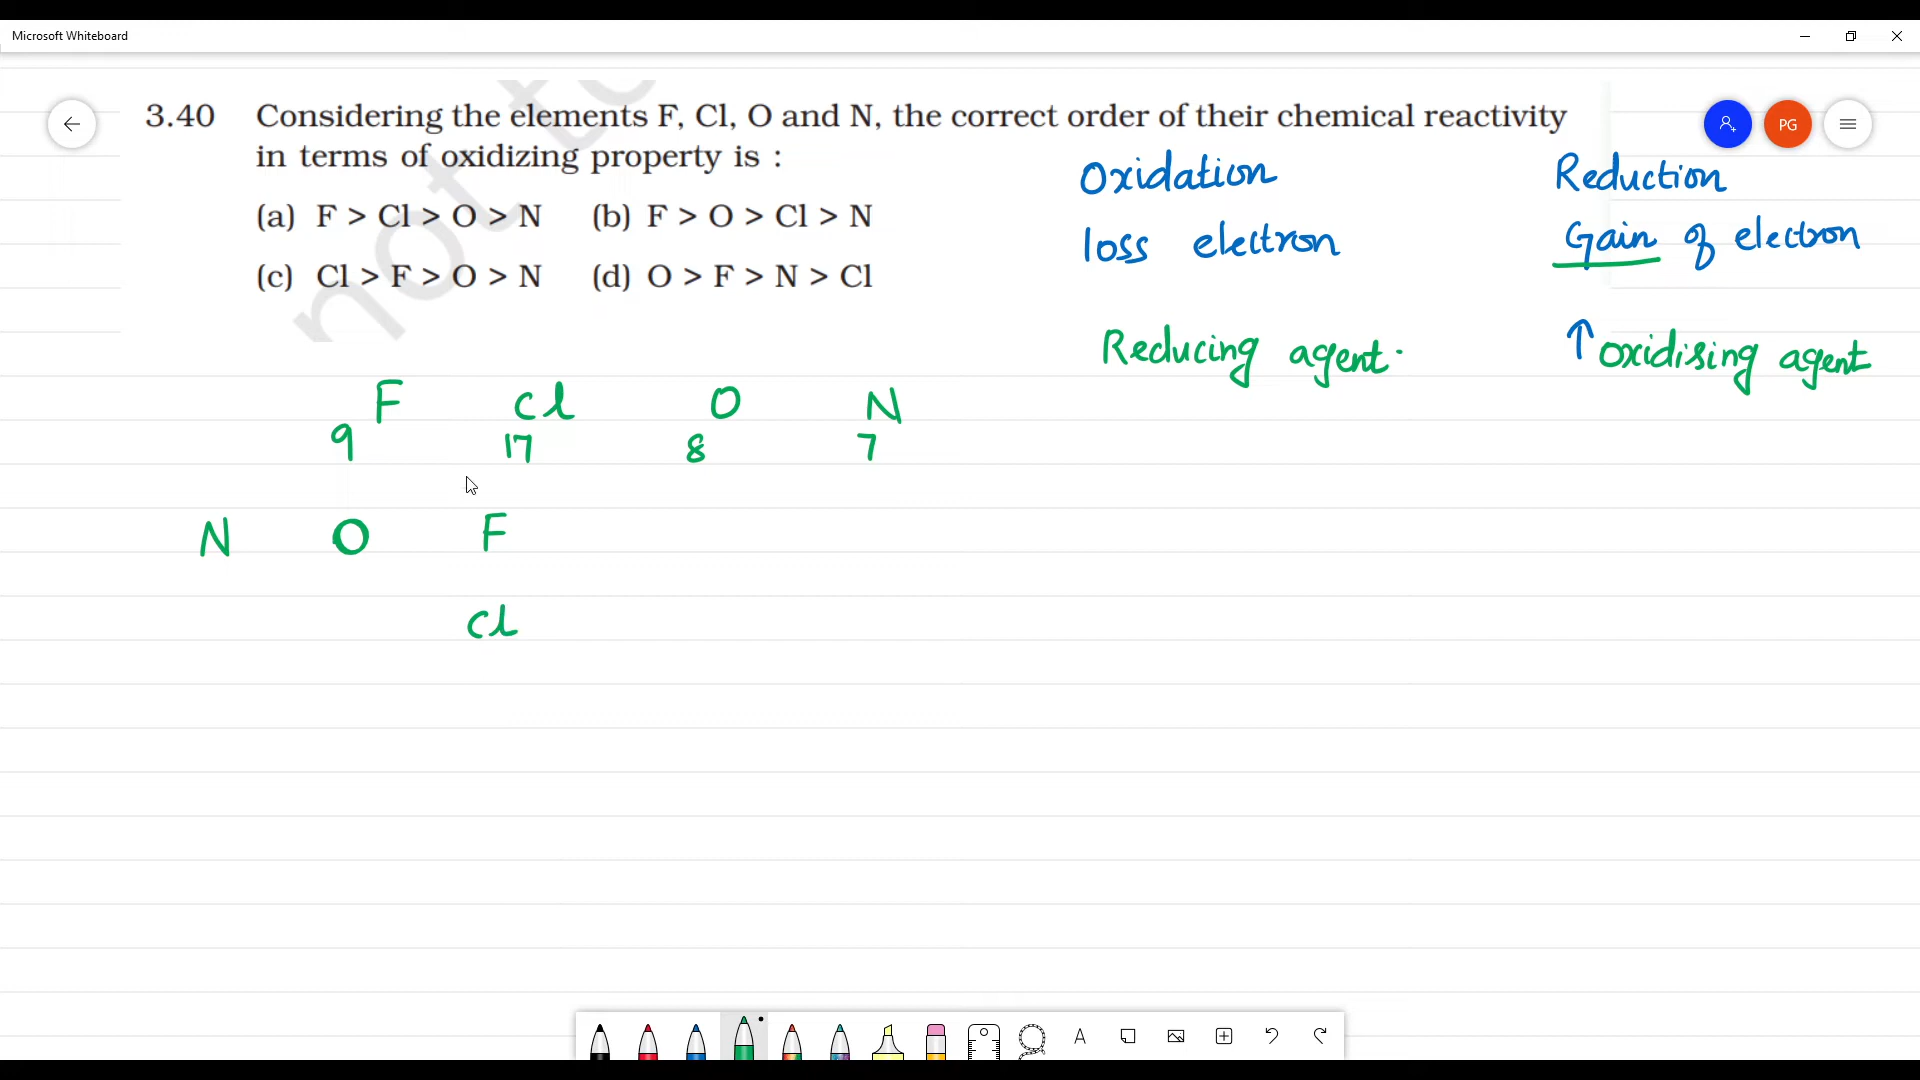 Microsoft Whiteboard
not to
3.40 Considering the elements F, Cl, O and N, the correct order of their chemical reactivity
in terms of oxidizing property is :
(a) F > Cl > O > N (b) F > O > Cl > N
(c) Cl > F > O > N (d) O > F > N > Cl
PG
Oxidation Reduction
loss electron Gain of electron
Reducing agent. ↑ Oxidising agent
F Cl O N
9 17 8 7
N O F
Cl
A